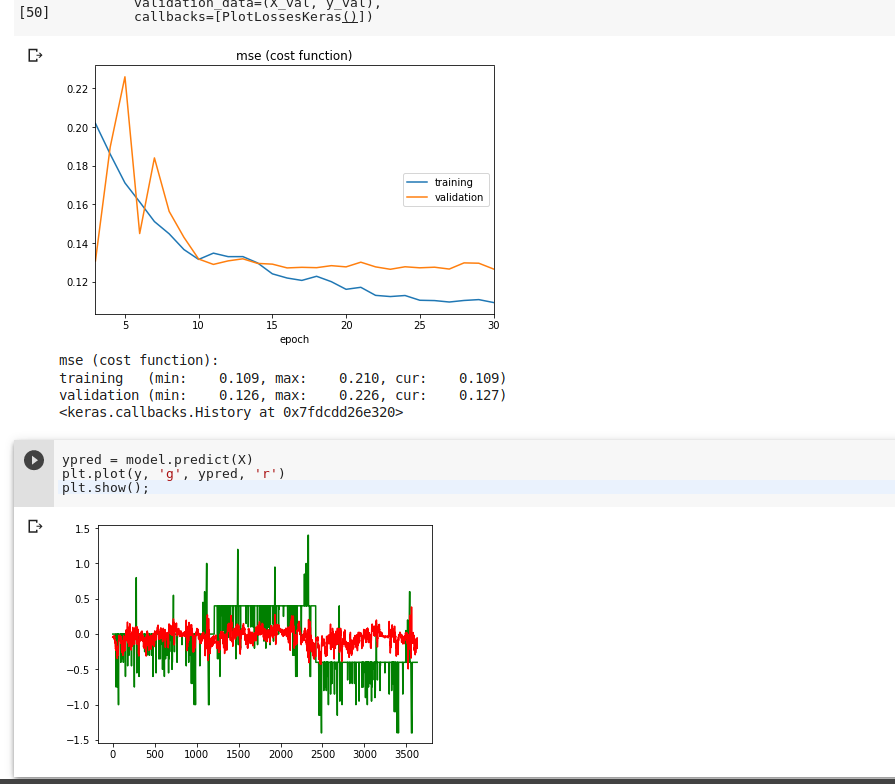 validation_data=(X_val, y_val),
[50] callbacks=[PlotLossesKeras()])
mse (cost function)
0.22
0.20
0.18
0.16
0.14
0.12
training
validation
5 10 15 20 25 30
epoch
mse (cost function):
training (min: 0.109, max: 0.210, cur: 0.109)
validation (min: 0.126, max: 0.226, cur: 0.127)
<keras.callbacks.History at 0x7fdcdd26e320>
ypred = model.predict(X)
plt.plot(y, 'g', ypred, 'r')
plt.show();
1.5
1.0
0.5
0.0
−0.5
−1.0
−1.5
0 500 1000 1500 2000 2500 3000 3500